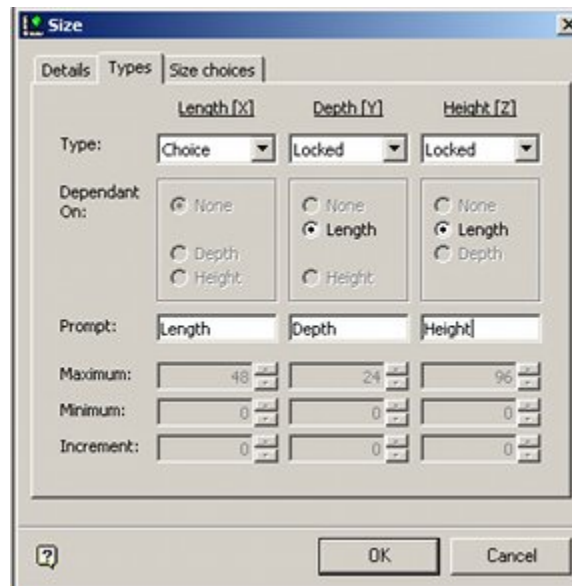 Size
Details Types Size choices
Length [X] Depth [Y] Height [Z]
Type: Choice Locked Locked
Dependant On:
None None None
Length Length
Depth Depth
Height Height
Prompt: Length Depth Height
Maximum: 48 24 96
Minimum: 0 0 0
Increment: 0 0 0
OK Cancel